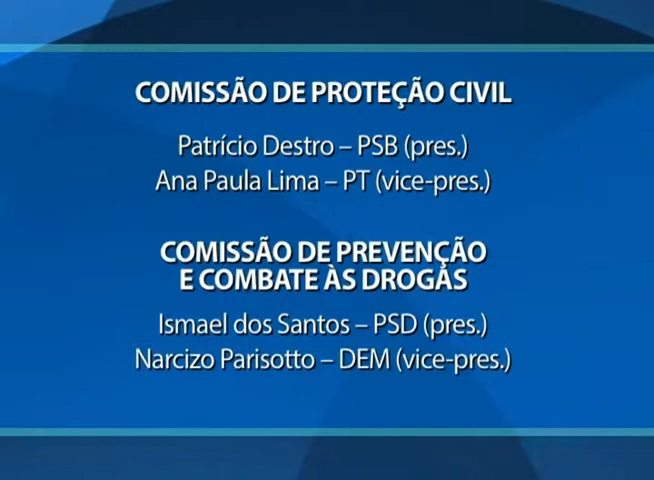 COMISSÃO DE PROTEÇÃO CIVIL
Patrício Destro – PSB (pres.)
Ana Paula Lima – PT (vice-pres.)
COMISSÃO DE PREVENÇÃO
E COMBATE ÀS DROGAS
Ismael dos Santos – PSD (pres.)
Narcizo Parisotto – DEM (vice-pres.)